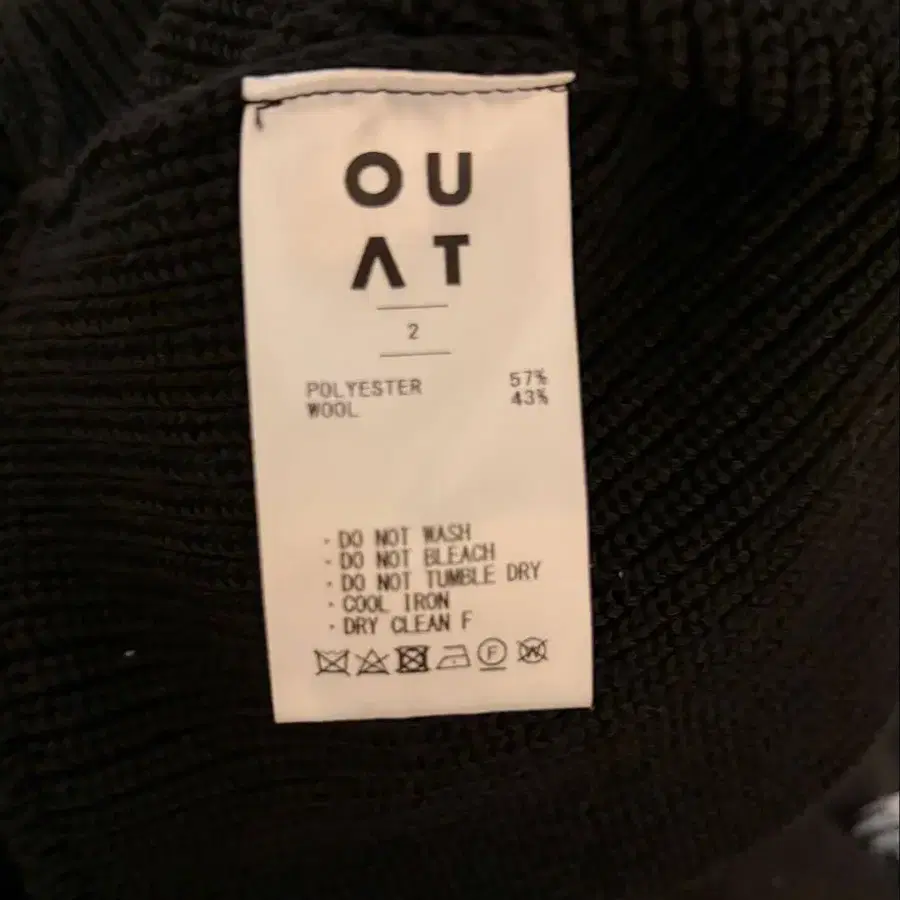 OU
ΛT
2
POLYESTER 57%
WOOL 43%
・DO NOT WASH
・DO NOT BLEACH
・DO NOT TUMBLE DRY
・COOL IRON
・DRY CLEAN F
F W